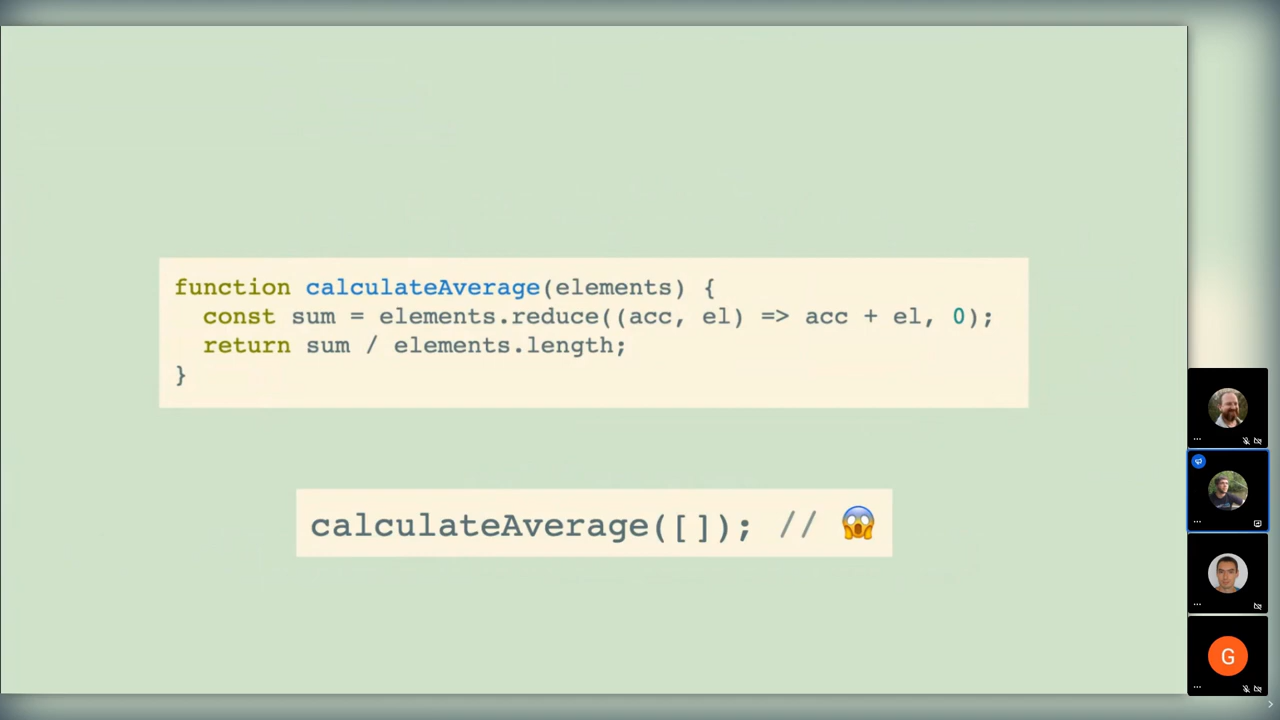 function calculateAverage(elements) {
  const sum = elements.reduce((acc, el) => acc + el, 0);
  return sum / elements.length;
}
calculateAverage([]); // 😱
G